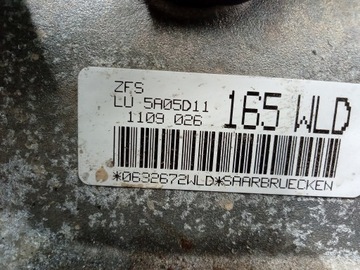 ZFS
LU 5A05D11
1109 026
165 WLD
*0632672WLD*SAARBRUECKEN